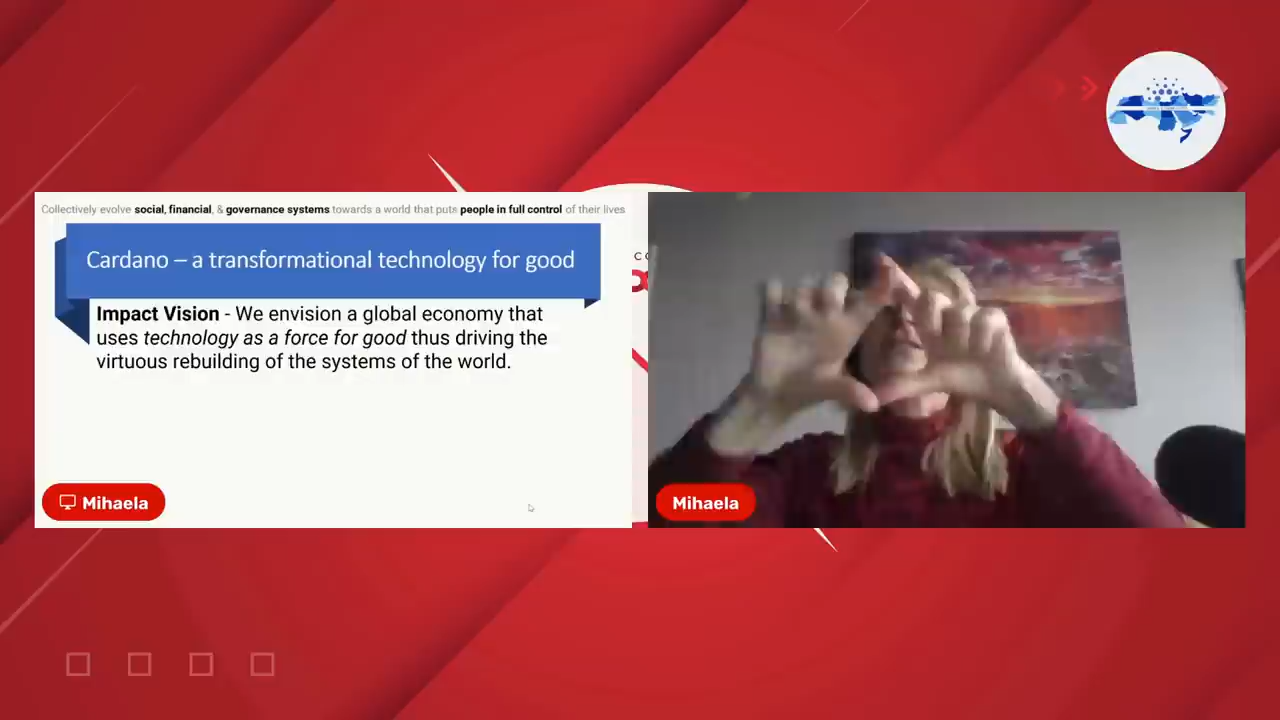 Collectively evolve social, financial, & governance systems towards a world that puts people in full control of their lives
Cardano – a transformational technology for good
Impact Vision - We envision a global economy that
uses technology as a force for good thus driving the
virtuous rebuilding of the systems of the world.
Mihaela
Mihaela